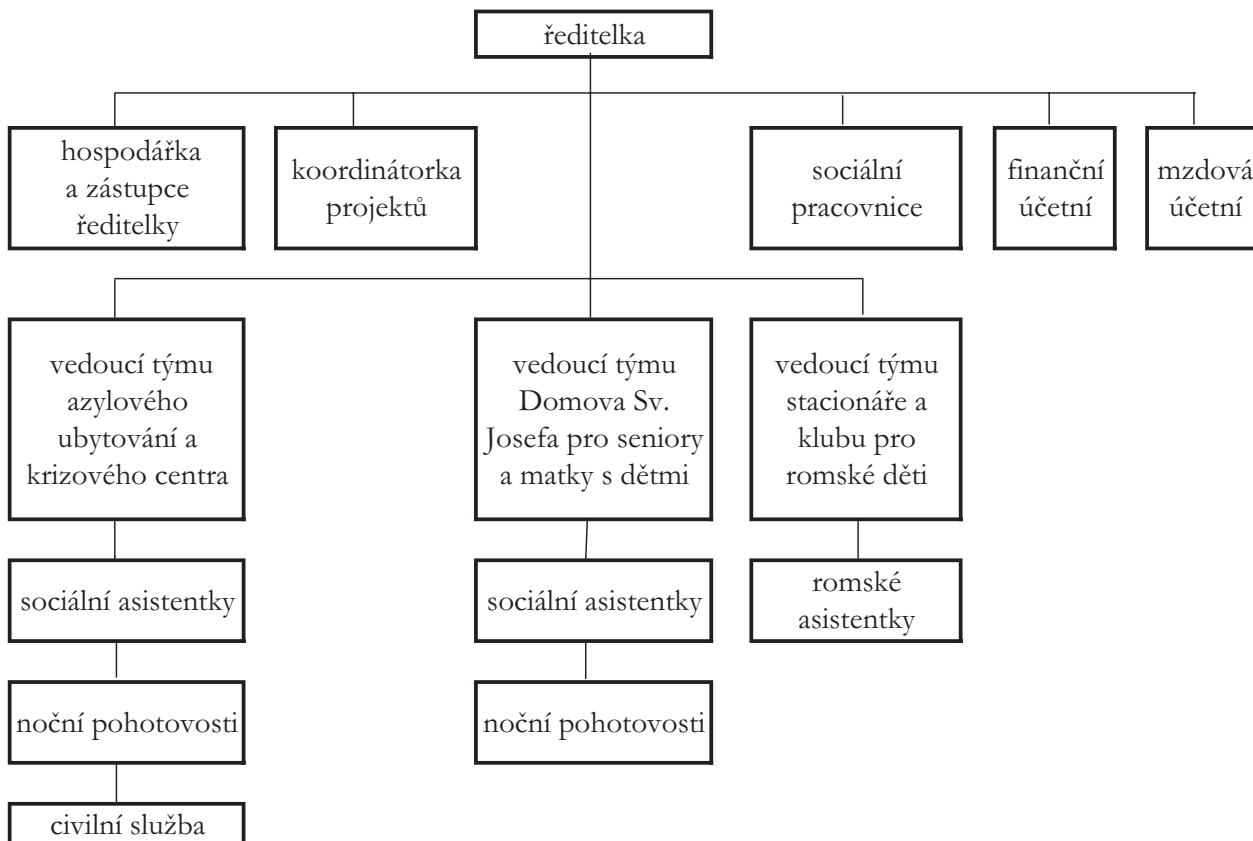 ředitelka
hospodářka
a zástupce
ředitelky
koordinátorka
projektů
sociální
pracovnice
finanční
účetní
mzdová
účetní
vedoucí týmu
azylového
ubytování a
krizového centra
vedoucí týmu
Domova Sv.
Josefa pro seniory
a matky s dětmi
vedoucí týmu
stacionáře a
klubu pro
romské děti
sociální asistentky
sociální asistentky
romské
asistentky
noční pohotovosti
noční pohotovosti
civilní služba